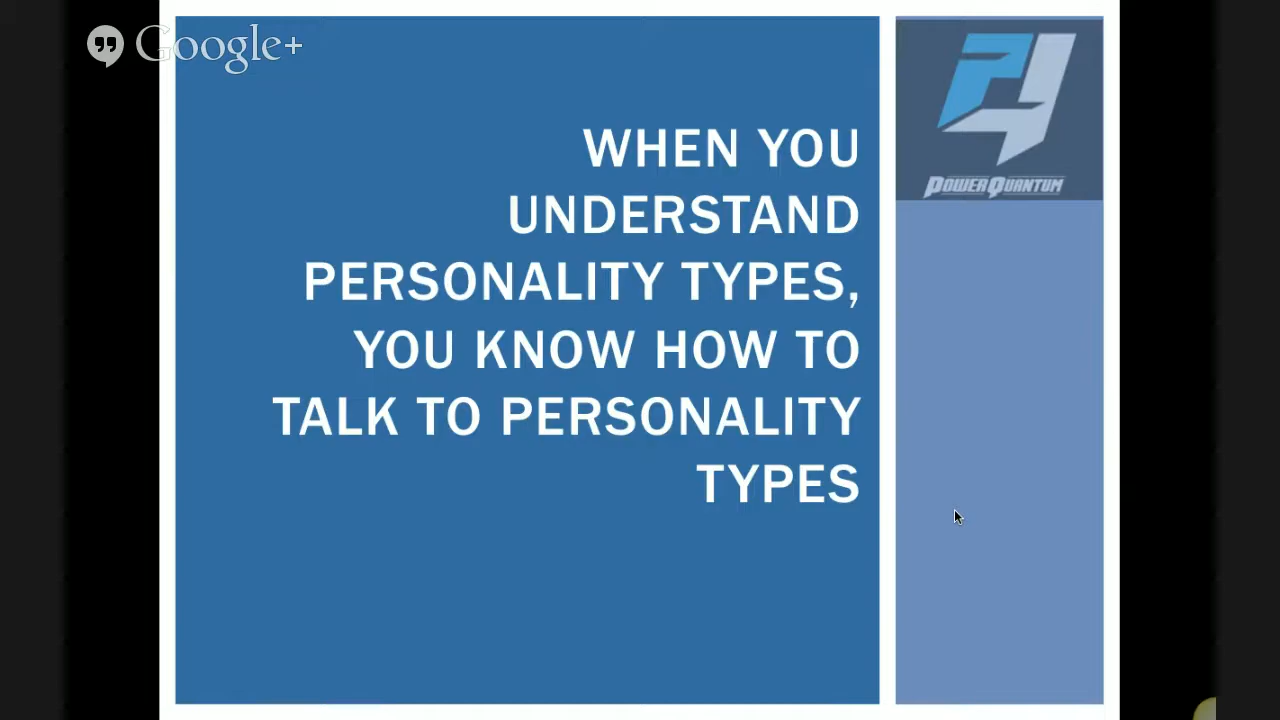 Google+
WHEN YOU
UNDERSTAND
PERSONALITY TYPES,
YOU KNOW HOW TO
TALK TO PERSONALITY
TYPES
POWERQUANTUM